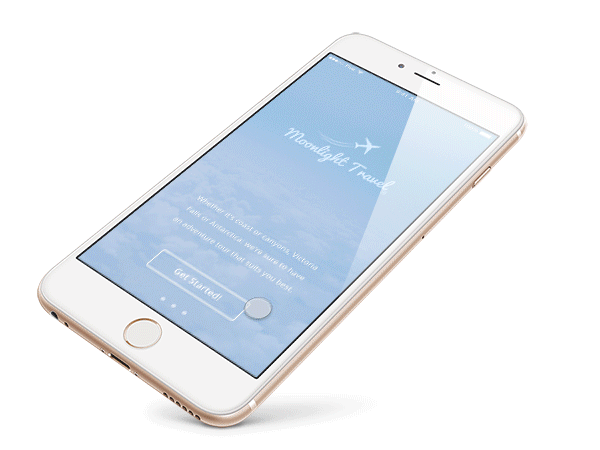 Moonlight Travel
Whether it's coast or canyons, Victoria
Falls or Antarctica: we're sure to have
an adventure tour that suits you best.
Get Started!